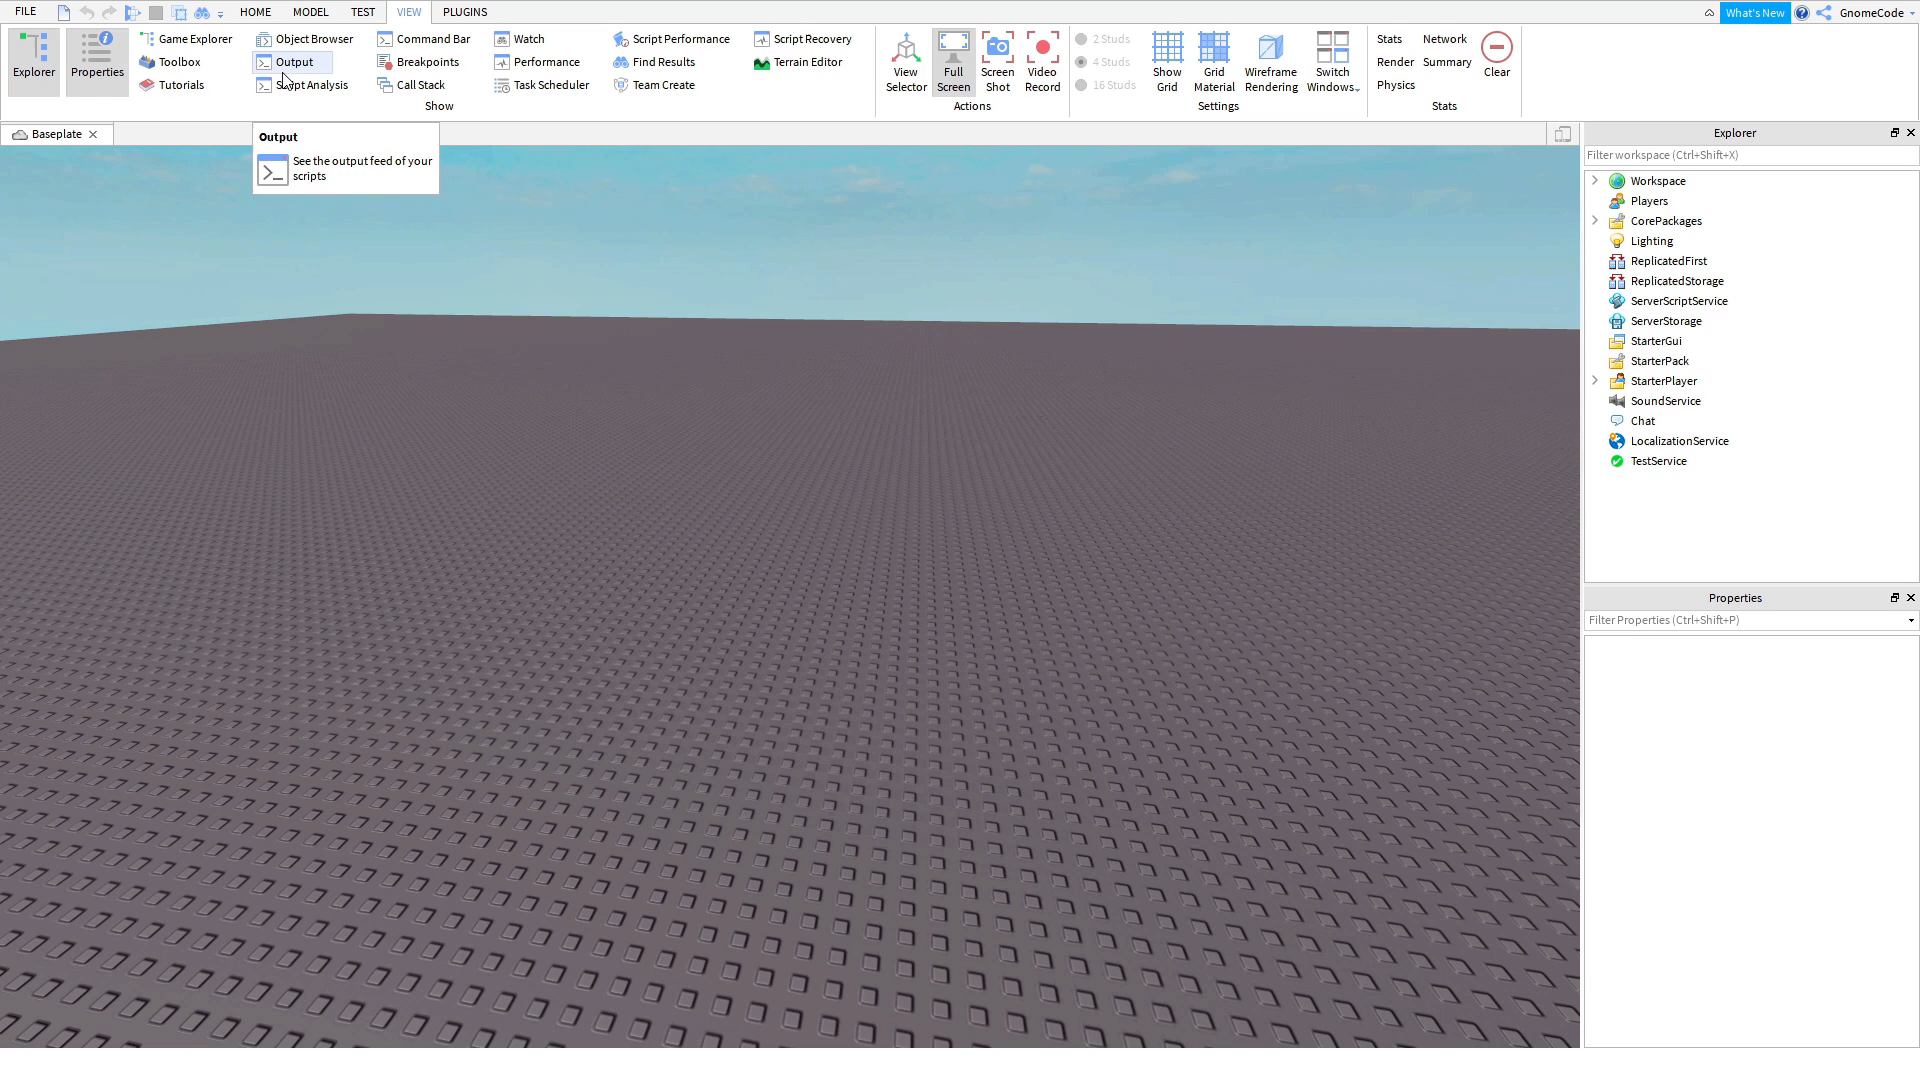 FILE HOME MODEL TEST VIEW PLUGINS What's New GnomeCode
Explorer
Properties
Game Explorer
Toolbox
Tutorials
Object Browser
Output
Script Analysis
Command Bar
Breakpoints
Call Stack
Watch
Performance
Task Scheduler
Script Performance
Find Results
Team Create
Script Recovery
Terrain Editor
Show
View
Selector
Full
Screen
Screen
Shot
Video
Record
Actions
2 Studs
4 Studs
16 Studs
Show
Grid
Grid
Material
Wireframe
Rendering
Switch
Windows
Settings
Stats
Render
Physics
Network
Summary
Clear
Stats
Baseplate
Output
See the output feed of your
scripts
Explorer
Filter workspace (Ctrl+Shift+X)
Workspace
Players
CorePackages
Lighting
ReplicatedFirst
ReplicatedStorage
ServerScriptService
ServerStorage
StarterGui
StarterPack
StarterPlayer
SoundService
Chat
LocalizationService
TestService
Properties
Filter Properties (Ctrl+Shift+P)